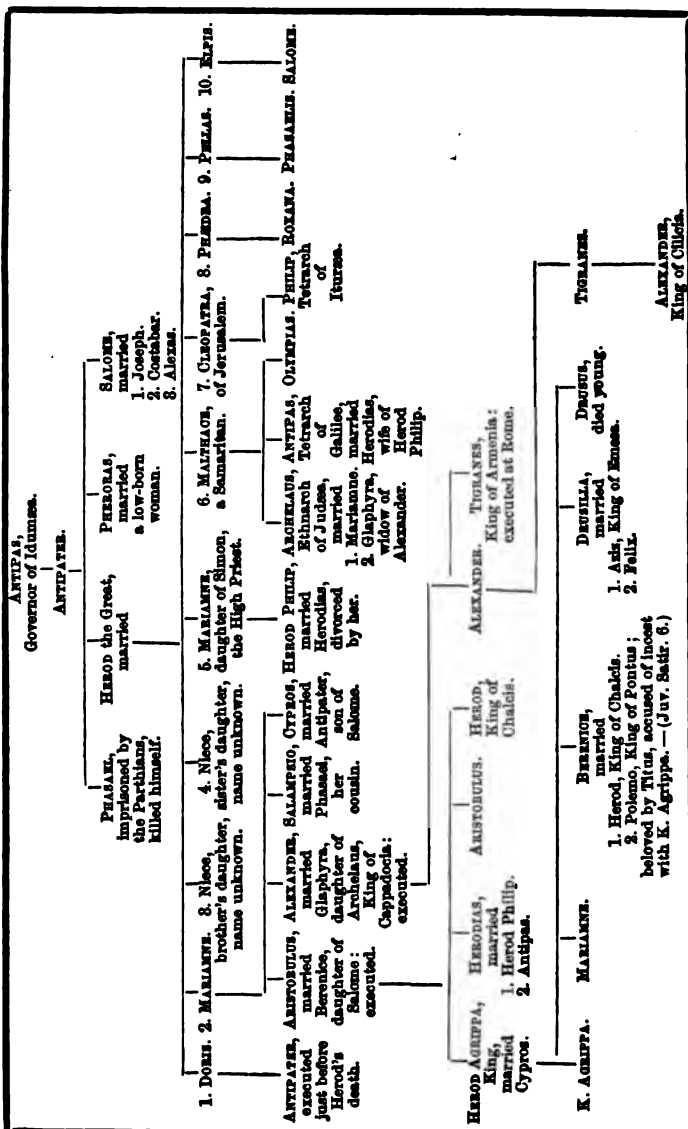 ANTIPAS,
Governor of Idumæa.
ANTIPATER.
PHASAEL,
imprisoned by
the Parthians,
killed himself.
HEROD the Great,
married
PHERORAS,
married
a low-born
woman.
SALOME,
married
1. Joseph.
2. Costabar.
3. Alexas.
1. DORIS.
2. MARIAMNE.
3. Niece,
brother's daughter,
name unknown.
4. Niece,
sister's daughter,
name unknown.
5. MARIAMNE,
daughter of Simon,
the High Priest.
6. MALTHACE,
a Samaritan.
7. CLEOPATRA,
of Jerusalem.
8. PHÆDRA.
9. PELLAS.
10. ELPIS.
ANTIPATER,
executed
just before
Herod's
death.
ARISTOBULUS,
married
Berenice,
daughter of
Salome:
executed.
ALEXANDER,
married
Glaphyra,
daughter of
Archelaus,
King of
Cappadocia:
executed.
SALAMPHIO,
married
Phasael,
her
cousin.
CYPROS,
married
Antipater,
son of
Salome.
HEROD PHILIP,
married
Herodias,
divorced
by her.
ARCHELAUS,
Ethnarch
of Judæa,
married
1. Mariamne.
2. Glaphyra,
widow of
Alexander.
ANTIPAS,
Tetrarch
of
Galilee,
married
Herodias,
wife of
Herod
Philip.
OLYMPIAS.
PHILIP,
Tetrarch
of
Ituræa.
ROXANA.
PHASAELIS.
SALOME.
HEROD AGRIPPA,
King,
married
Cypros.
HERODIAS,
married
1. Herod Philip.
2. Antipas.
ARISTOBULUS.
HEROD,
King of
Chalcis.
ALEXANDER.
TIGRANES,
King of Armenia:
executed at Rome.
K. AGRIPPA.
MARIAMNE.
BERENICE,
married
1. Herod, King of Chalcis.
2. Polemo, King of Pontus;
beloved by Titus, accused of incest
with K. Agrippa.—(Juv. Satir. 6.)
DRUSILLA,
married
1. Azis, King of Emesa.
2. Felix.
DRUSUS,
died young.
TIGRANES.
ALEXANDER,
King of Cilicia.